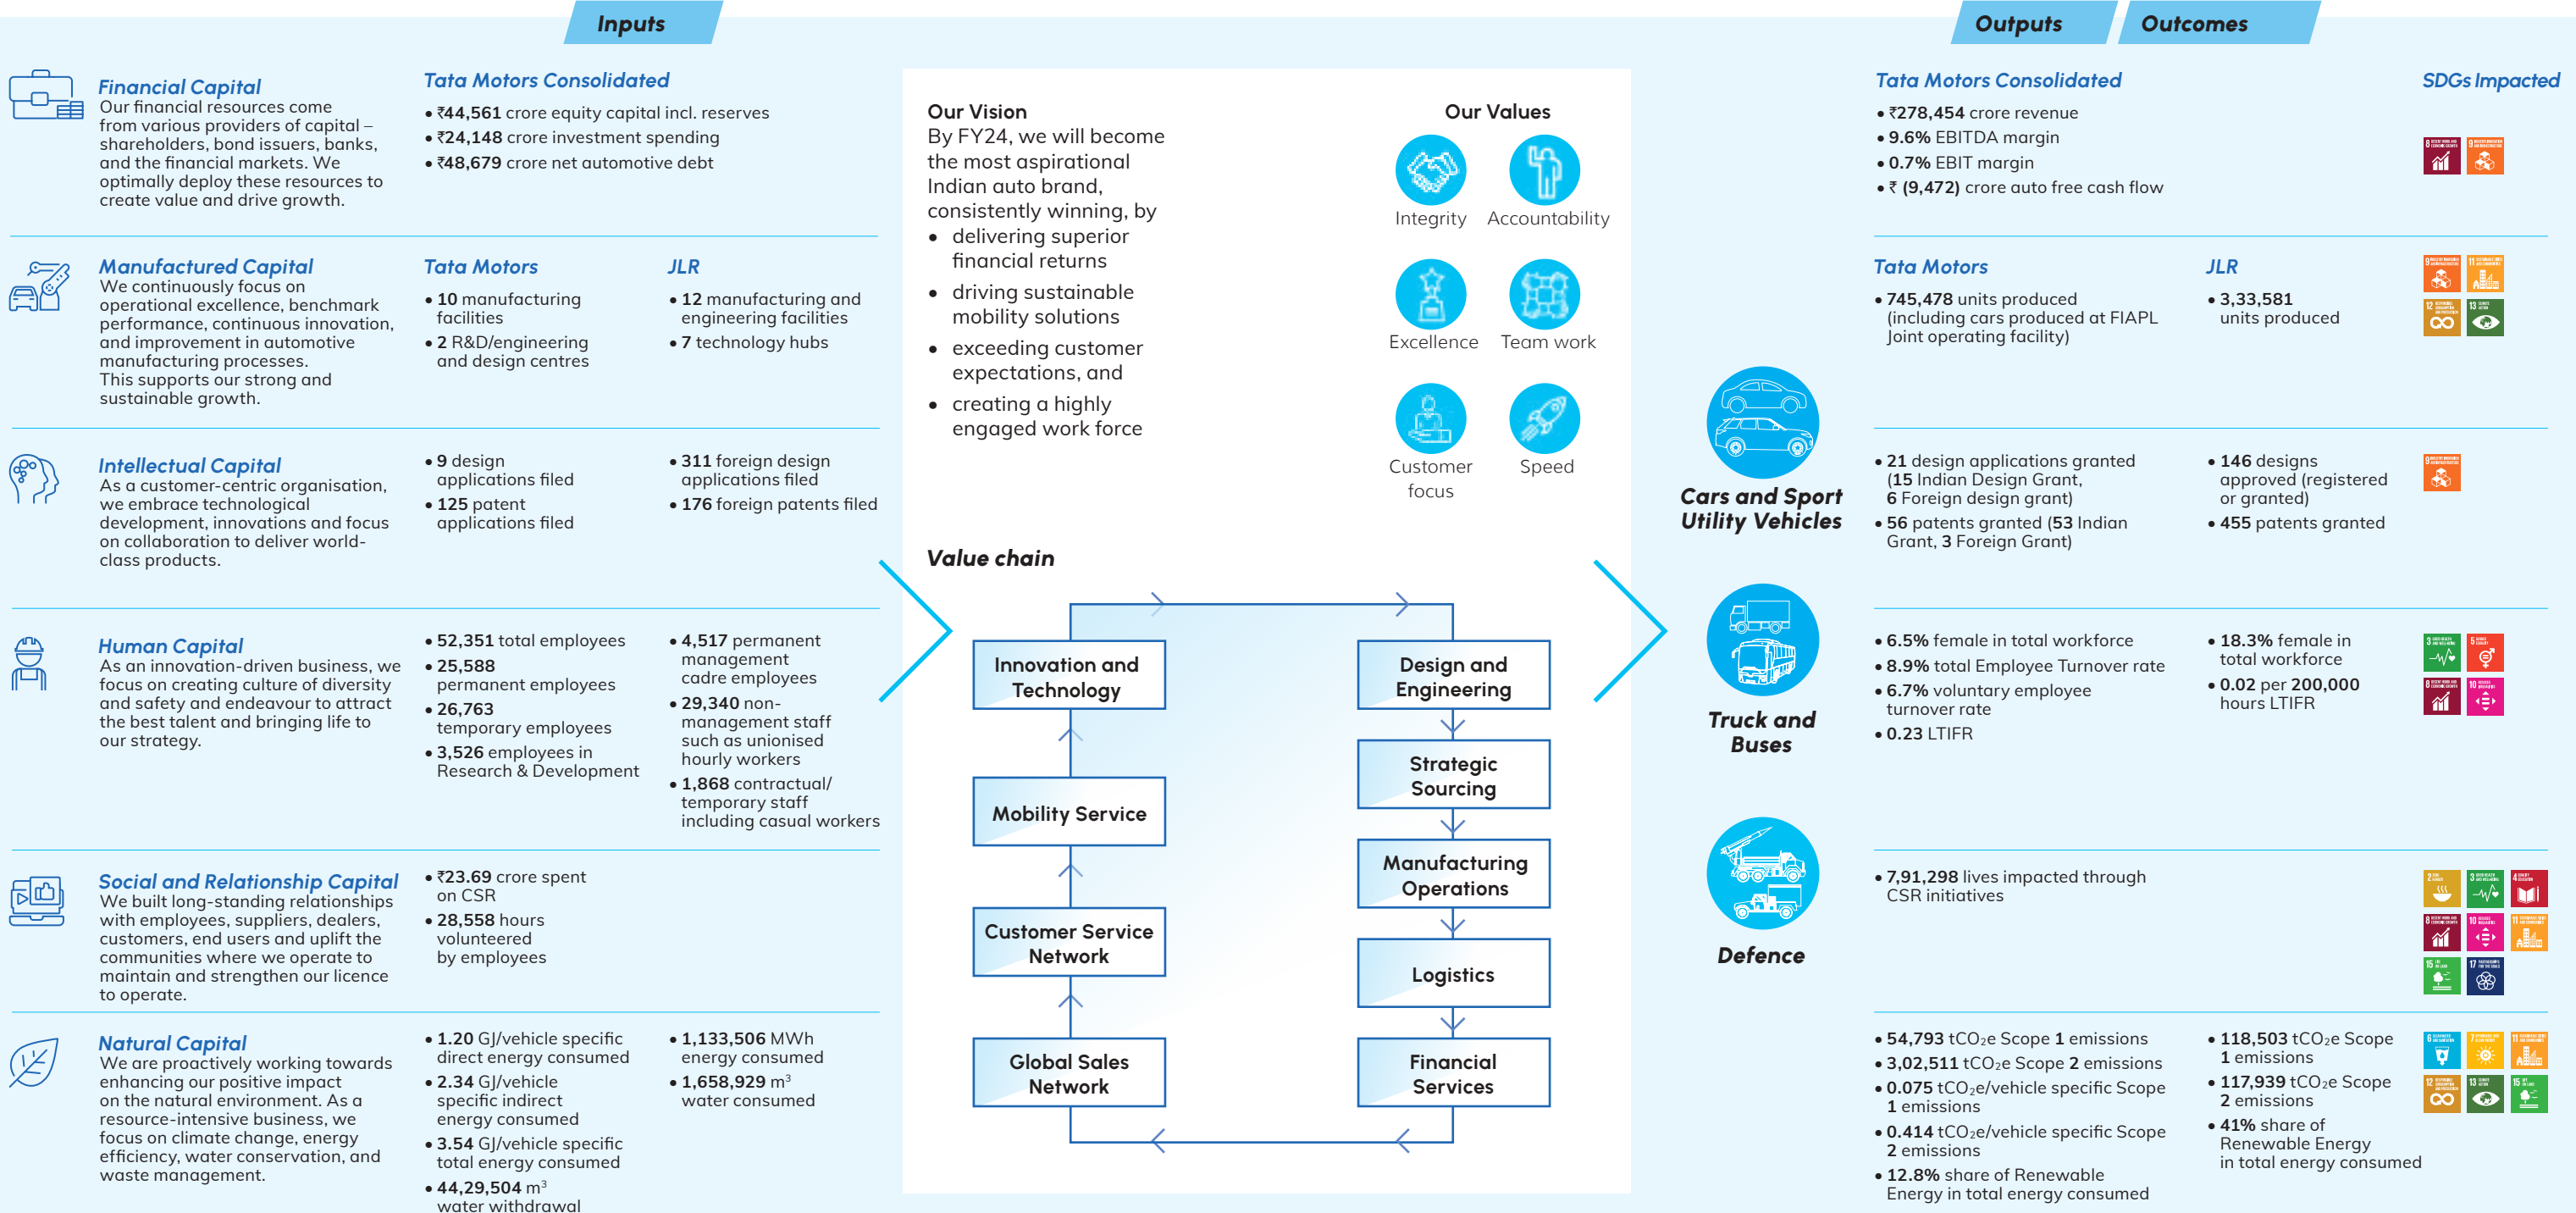 Inputs
Outputs
Outcomes
Financial Capital
Our financial resources come
from various providers of capital –
shareholders, bond issuers, banks,
and the financial markets. We
optimally deploy these resources to
create value and drive growth.
Tata Motors Consolidated
• ₹44,561 crore equity capital incl. reserves
• ₹24,148 crore investment spending
• ₹48,679 crore net automotive debt
Manufactured Capital
We continuously focus on
operational excellence, benchmark
performance, continuous innovation,
and improvement in automotive
manufacturing processes.
This supports our strong and
sustainable growth.
Tata Motors
• 10 manufacturing
facilities
• 2 R&D/engineering
and design centres
JLR
• 12 manufacturing and
engineering facilities
• 7 technology hubs
Intellectual Capital
As a customer-centric organisation,
we embrace technological
development, innovations and focus
on collaboration to deliver world-
class products.
• 9 design
applications filed
• 125 patent
applications filed
• 311 foreign design
applications filed
• 176 foreign patents filed
Human Capital
As an innovation-driven business, we
focus on creating culture of diversity
and safety and endeavour to attract
the best talent and bringing life to
our strategy.
• 52,351 total employees
• 25,588
permanent employees
• 26,763
temporary employees
• 3,526 employees in
Research & Development
• 4,517 permanent
management
cadre employees
• 29,340 non-
management staff
such as unionised
hourly workers
• 1,868 contractual/
temporary staff
including casual workers
Social and Relationship Capital
We built long-standing relationships
with employees, suppliers, dealers,
customers, end users and uplift the
communities where we operate to
maintain and strengthen our licence
to operate.
• ₹23.69 crore spent
on CSR
• 28,558 hours
volunteered
by employees
Natural Capital
We are proactively working towards
enhancing our positive impact
on the natural environment. As a
resource-intensive business, we
focus on climate change, energy
efficiency, water conservation, and
waste management.
• 1.20 GJ/vehicle specific
direct energy consumed
• 2.34 GJ/vehicle
specific indirect
energy consumed
• 3.54 GJ/vehicle specific
total energy consumed
• 44,29,504 m³
water withdrawal
• 1,133,506 MWh
energy consumed
• 1,658,929 m³
water consumed
Our Vision
By FY24, we will become
the most aspirational
Indian auto brand,
consistently winning, by
• delivering superior
financial returns
• driving sustainable
mobility solutions
• exceeding customer
expectations, and
• creating a highly
engaged work force
Our Values
Integrity
Accountability
Excellence
Team work
Customer
focus
Speed
Value chain
Innovation and
Technology
Mobility Service
Customer Service
Network
Global Sales
Network
Design and
Engineering
Strategic
Sourcing
Manufacturing
Operations
Logistics
Financial
Services
Cars and Sport
Utility Vehicles
Truck and
Buses
Defence
Tata Motors Consolidated
• ₹278,454 crore revenue
• 9.6% EBITDA margin
• 0.7% EBIT margin
• ₹ (9,472) crore auto free cash flow
SDGs Impacted
8
9
Tata Motors
• 745,478 units produced
(including cars produced at FIAPL
Joint operating facility)
JLR
• 3,33,581
units produced
9
11
12
13
• 21 design applications granted
(15 Indian Design Grant,
6 Foreign design grant)
• 56 patents granted (53 Indian
Grant, 3 Foreign Grant)
• 146 designs
approved (registered
or granted)
• 455 patents granted
9
• 6.5% female in total workforce
• 8.9% total Employee Turnover rate
• 6.7% voluntary employee
turnover rate
• 0.23 LTIFR
• 18.3% female in
total workforce
• 0.02 per 200,000
hours LTIFR
3
5
8
10
• 7,91,298 lives impacted through
CSR initiatives
2
3
4
8
10
11
15
17
• 54,793 tCO₂e Scope 1 emissions
• 3,02,511 tCO₂e Scope 2 emissions
• 0.075 tCO₂e/vehicle specific Scope
1 emissions
• 0.414 tCO₂e/vehicle specific Scope
2 emissions
• 12.8% share of Renewable
Energy in total energy consumed
• 118,503 tCO₂e Scope
1 emissions
• 117,939 tCO₂e Scope
2 emissions
• 41% share of
Renewable Energy
in total energy consumed
6
7
11
12
13
15